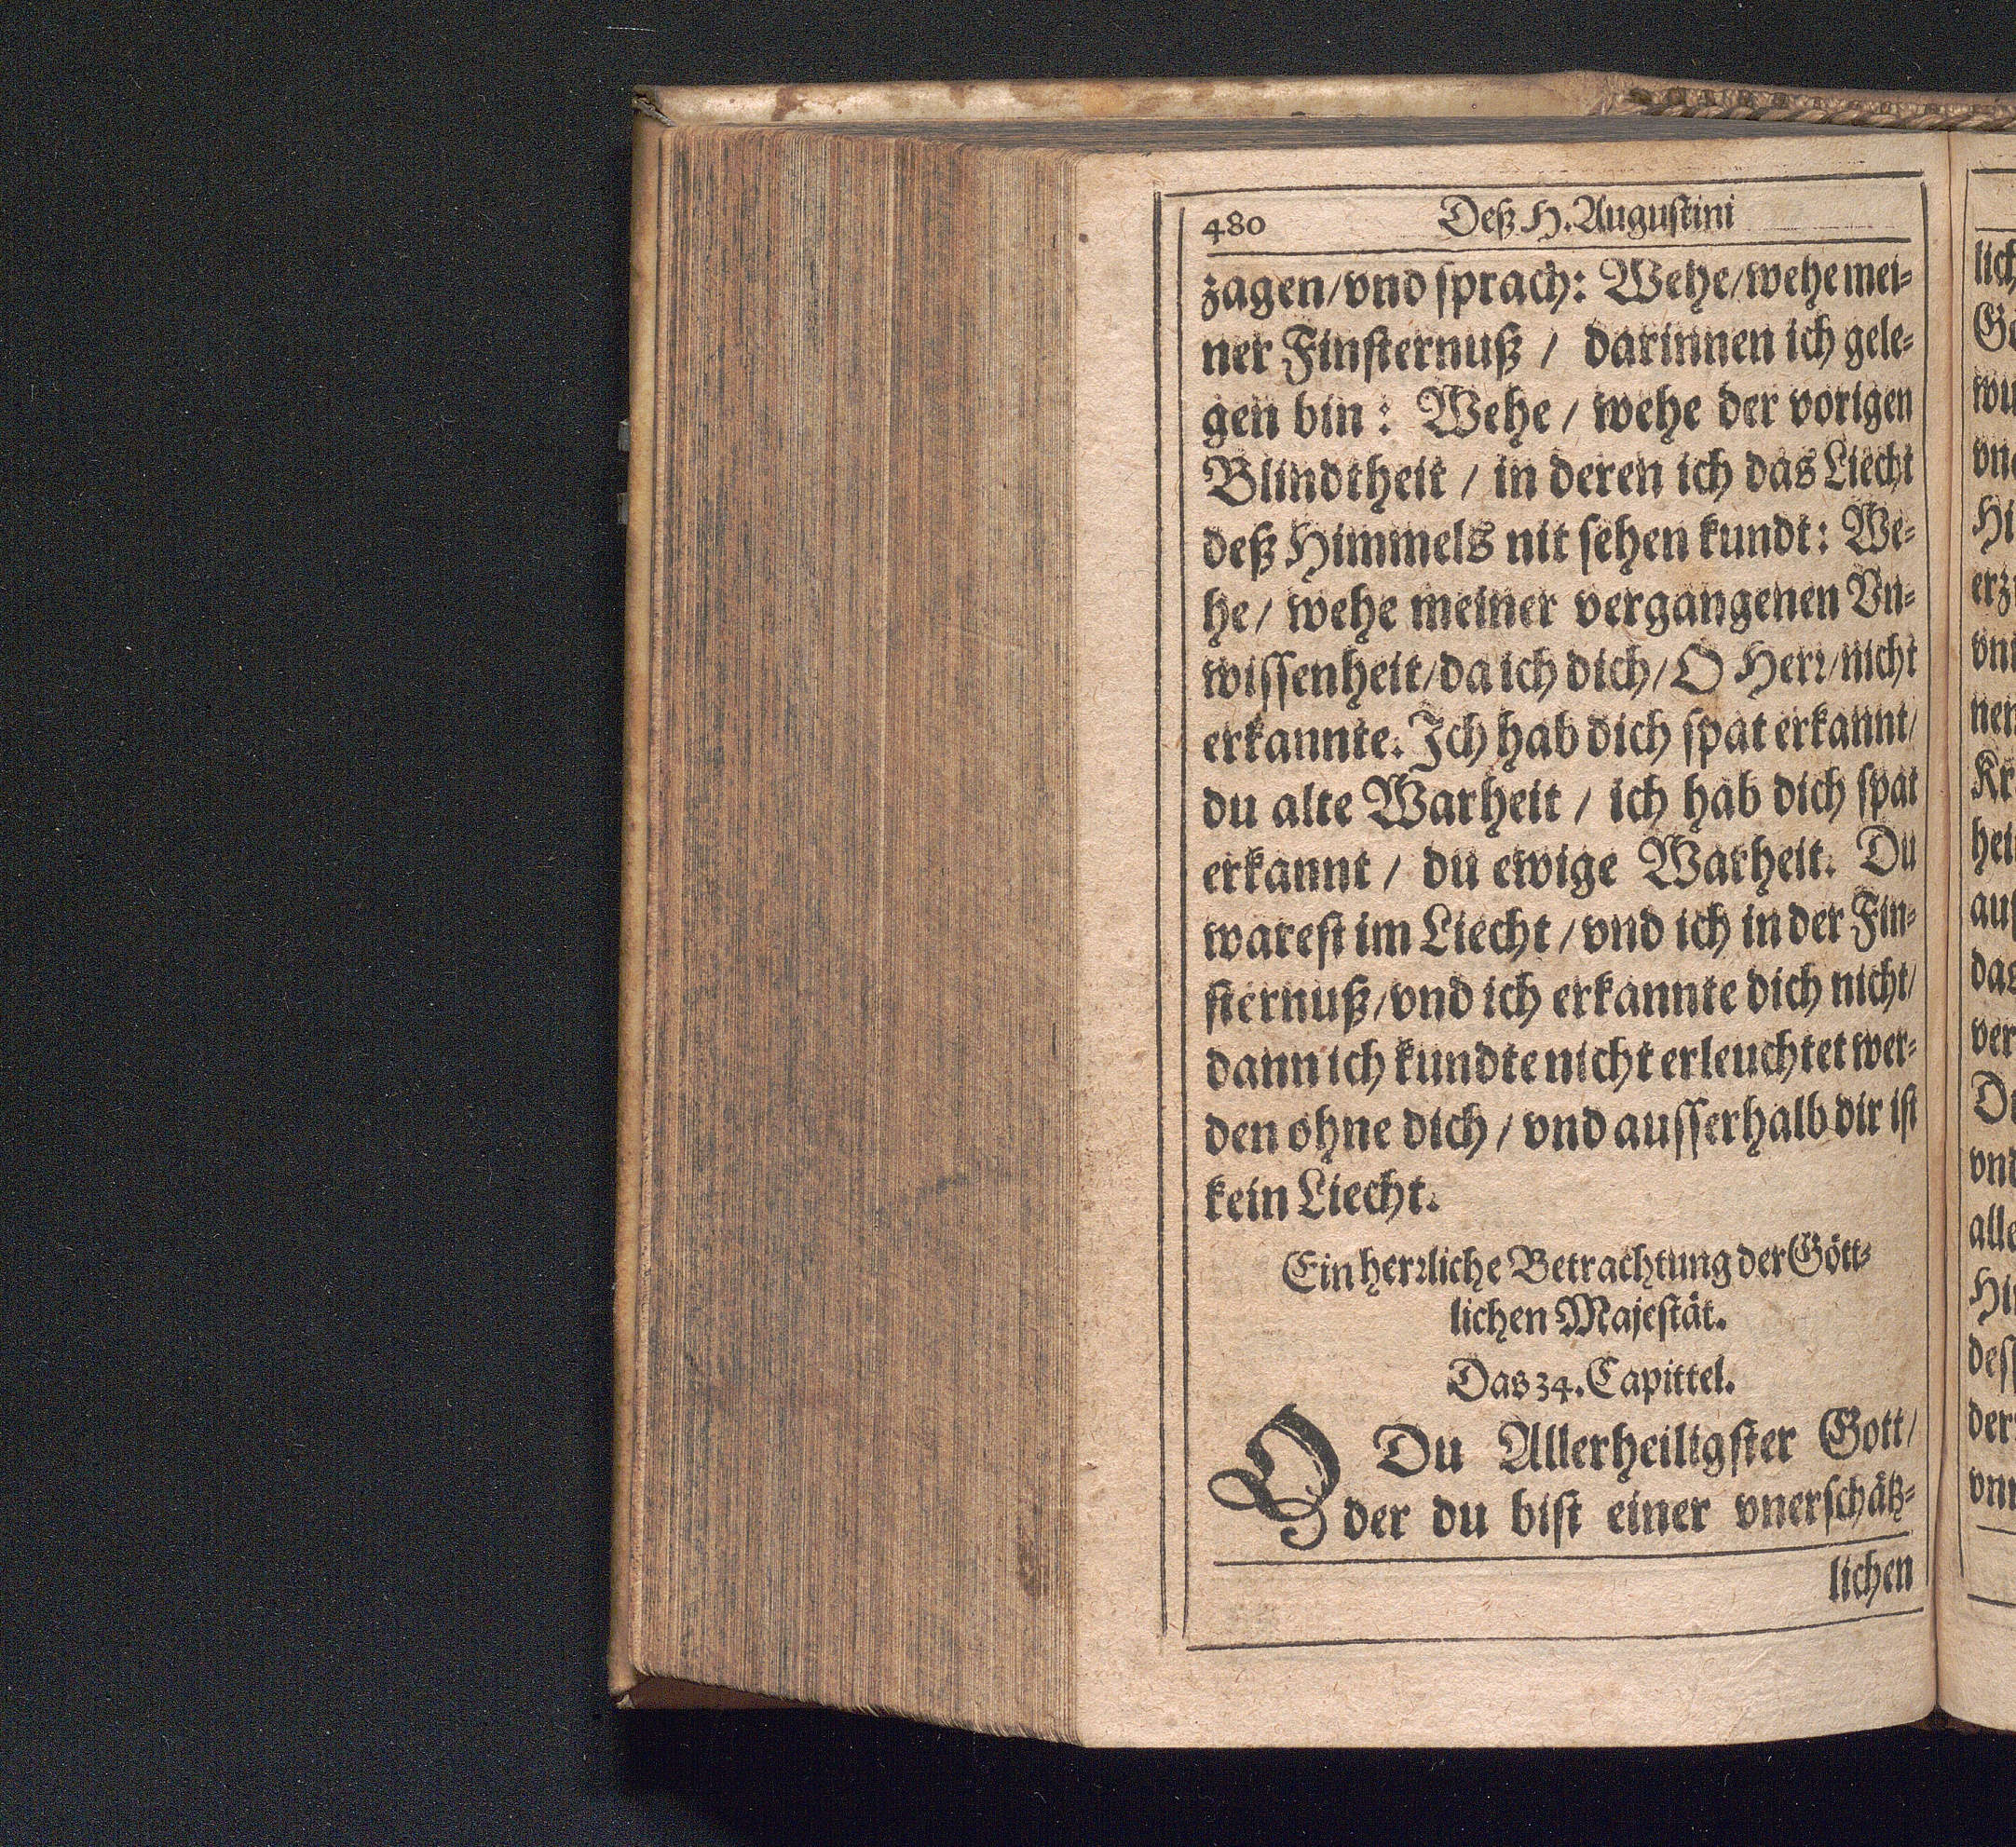 480 Deß H. Augustini
zagen/vnd sprach: Wehe/wehe mei-
ner Finsternuß / darinnen ich gele-
gen bin: Wehe / wehe der vorigen
Blindtheit / in deren ich das Liecht
deß Himmels nit sehen kundt: We-
he/ wehe meiner vergangenen Vn-
wissenheit/da ich dich/O Herr/nicht
erkannte. Ich hab dich spat erkannt/
du alte Warheit / ich hab dich spat
erkannt / du ewige Warheit. Du
warest im Liecht / vnd ich in der Fin-
sternuß/vnd ich erkannte dich nicht/
dann ich kundte nicht erleuchtet wer-
den ohne dich / vnd ausserhalb dir ist
kein Liecht.
Ein herrliche Betrachtung der Gött-
lichen Majestät.
Das 34. Capittel.
O Du Allerheiligster Gott/
der du bist einer vnerschätz-
lichen